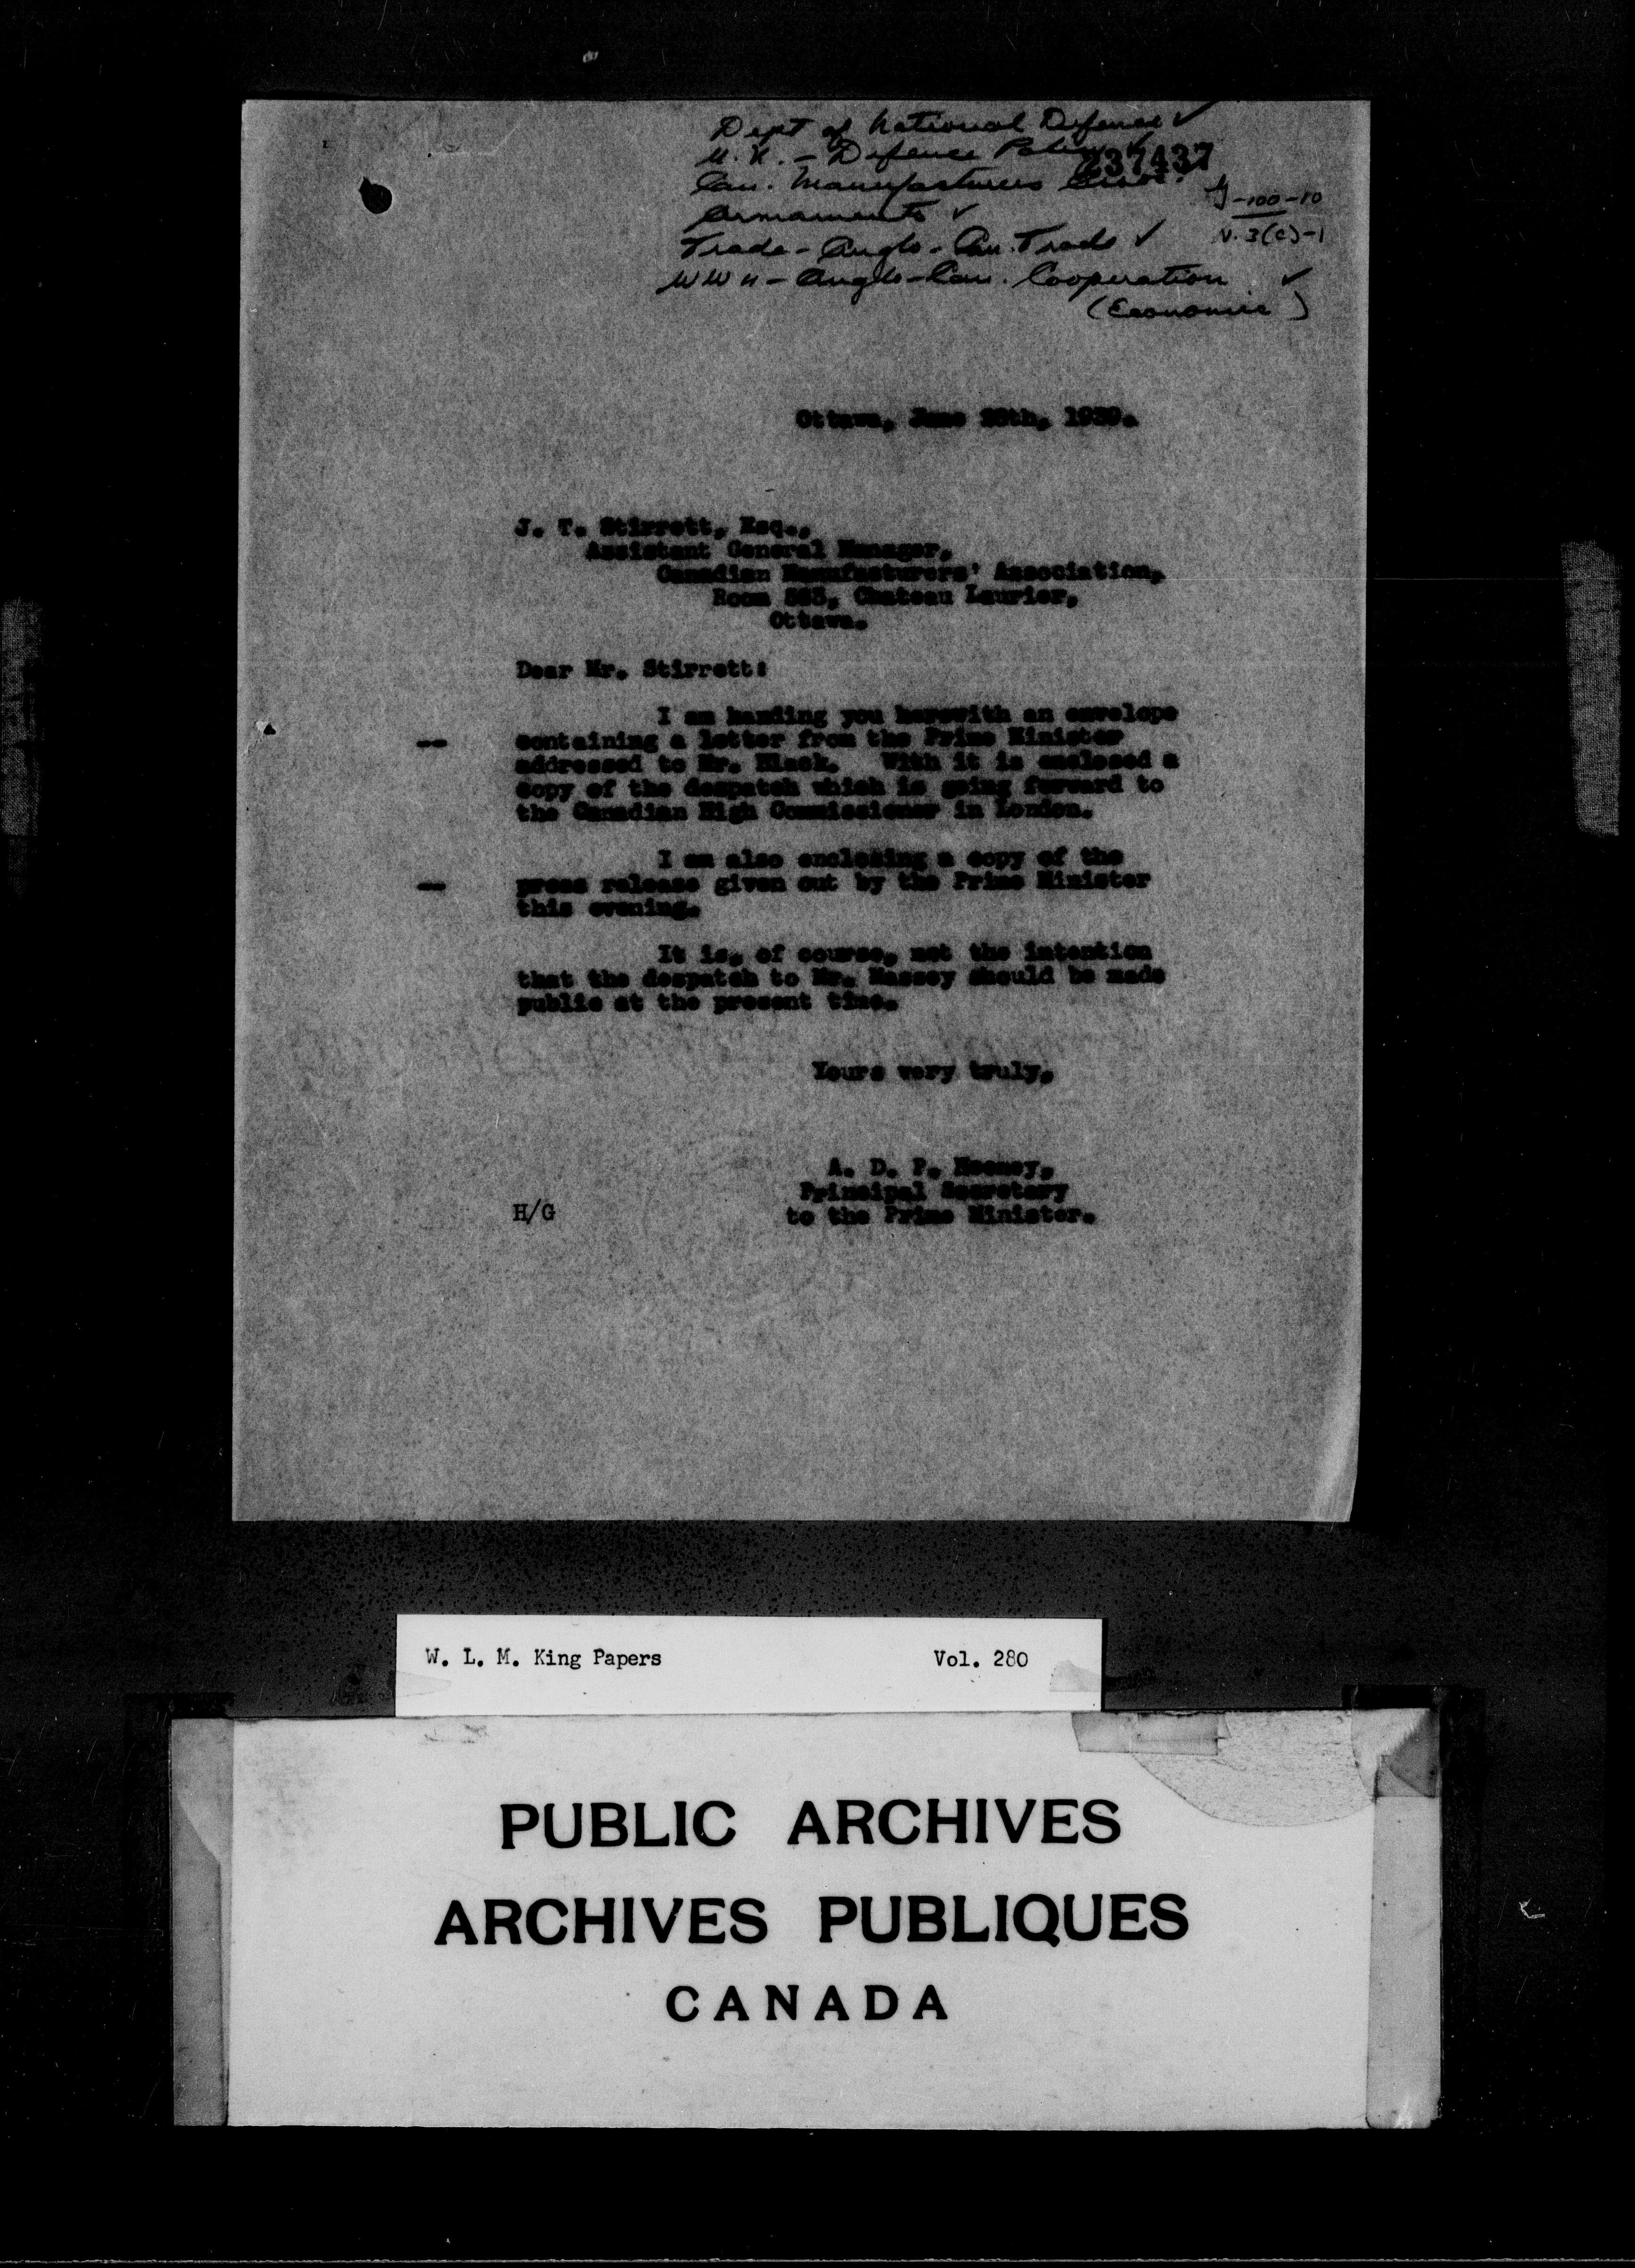 Dept of National Defence ✓
U.K. - Defence Policy ✓
237437
Can. Manufacturers Assoc.
Armaments ✓
J-100-10
N. 3(c)-1
Trade - Anglo-Can. Trade ✓
WW II - Anglo-Can. Cooperation ✓
(Economic)
Ottawa, June 1939.
J. T. Stirrett, Esq.,
Assistant General Manager,
Canadian Manufacturers' Association,
Room Chateau Laurier,
Ottawa.
Dear Mr. Stirrett:
I am handing you herewith an envelope
-- containing a letter from the Prime Minister
addressed to Mr. Black. With it is enclosed a
copy of the despatch which is going forward to
the Canadian High Commissioner in London.
I am also enclosing a copy of the
-- press release given out by the Prime Minister
this evening.
It is, of course, not the intention
that the despatch to Mr. Massey should be made
public at the present time.
Yours very truly,
A. D. P. Heeney,
Principal Secretary
H/G to the Prime Minister.
W. L. M. King Papers Vol. 280
PUBLIC ARCHIVES
ARCHIVES PUBLIQUES
CANADA